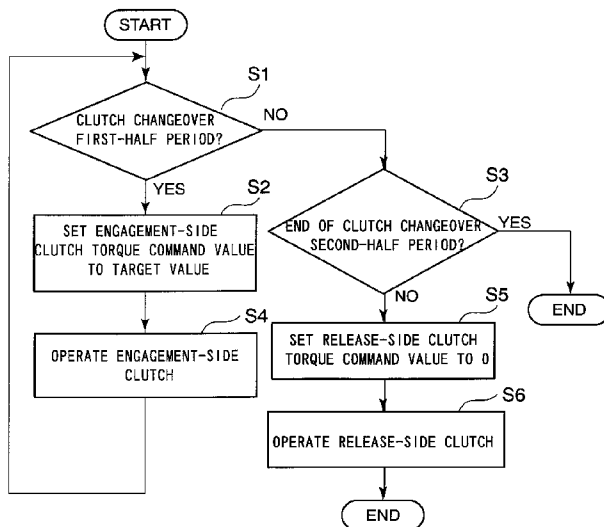 START
S1
CLUTCH CHANGEOVER
FIRST-HALF PERIOD?
NO
YES
S2
SET ENGAGEMENT-SIDE
CLUTCH TORQUE COMMAND VALUE
TO TARGET VALUE
S4
OPERATE ENGAGEMENT-SIDE
CLUTCH
S3
END OF CLUTCH CHANGEOVER
SECOND-HALF PERIOD?
YES
END
NO
S5
SET RELEASE-SIDE CLUTCH
TORQUE COMMAND VALUE TO 0
S6
OPERATE RELEASE-SIDE CLUTCH
END